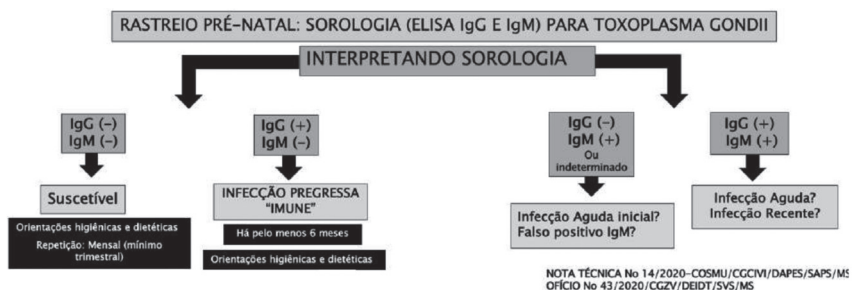 RASTREIO PRÉ-NATAL: SOROLOGIA (ELISA IgG E IgM) PARA TOXOPLASMA GONDII
INTERPRETANDO SOROLOGIA
IgG (-)
IgM (-)
Suscetível
Orientações higiênicas e dietéticas
Repetição: Mensal (mínimo
trimestral)
IgG (+)
IgM (-)
INFECÇÃO PREGRESSA
"IMUNE"
Há pelo menos 6 meses
Orientações higiênicas e dietéticas
IgG (-)
IgM (+)
Ou
indeterminado
Infecção Aguda inicial?
Falso positivo IgM?
IgG (+)
IgM (+)
Infecção Aguda?
Infecção Recente?
NOTA TÉCNICA No 14/2020-COSMU/CGCIVI/DAPES/SAPS/MS
OFÍCIO No 43/2020/CGZV/DEIDT/SVS/MS